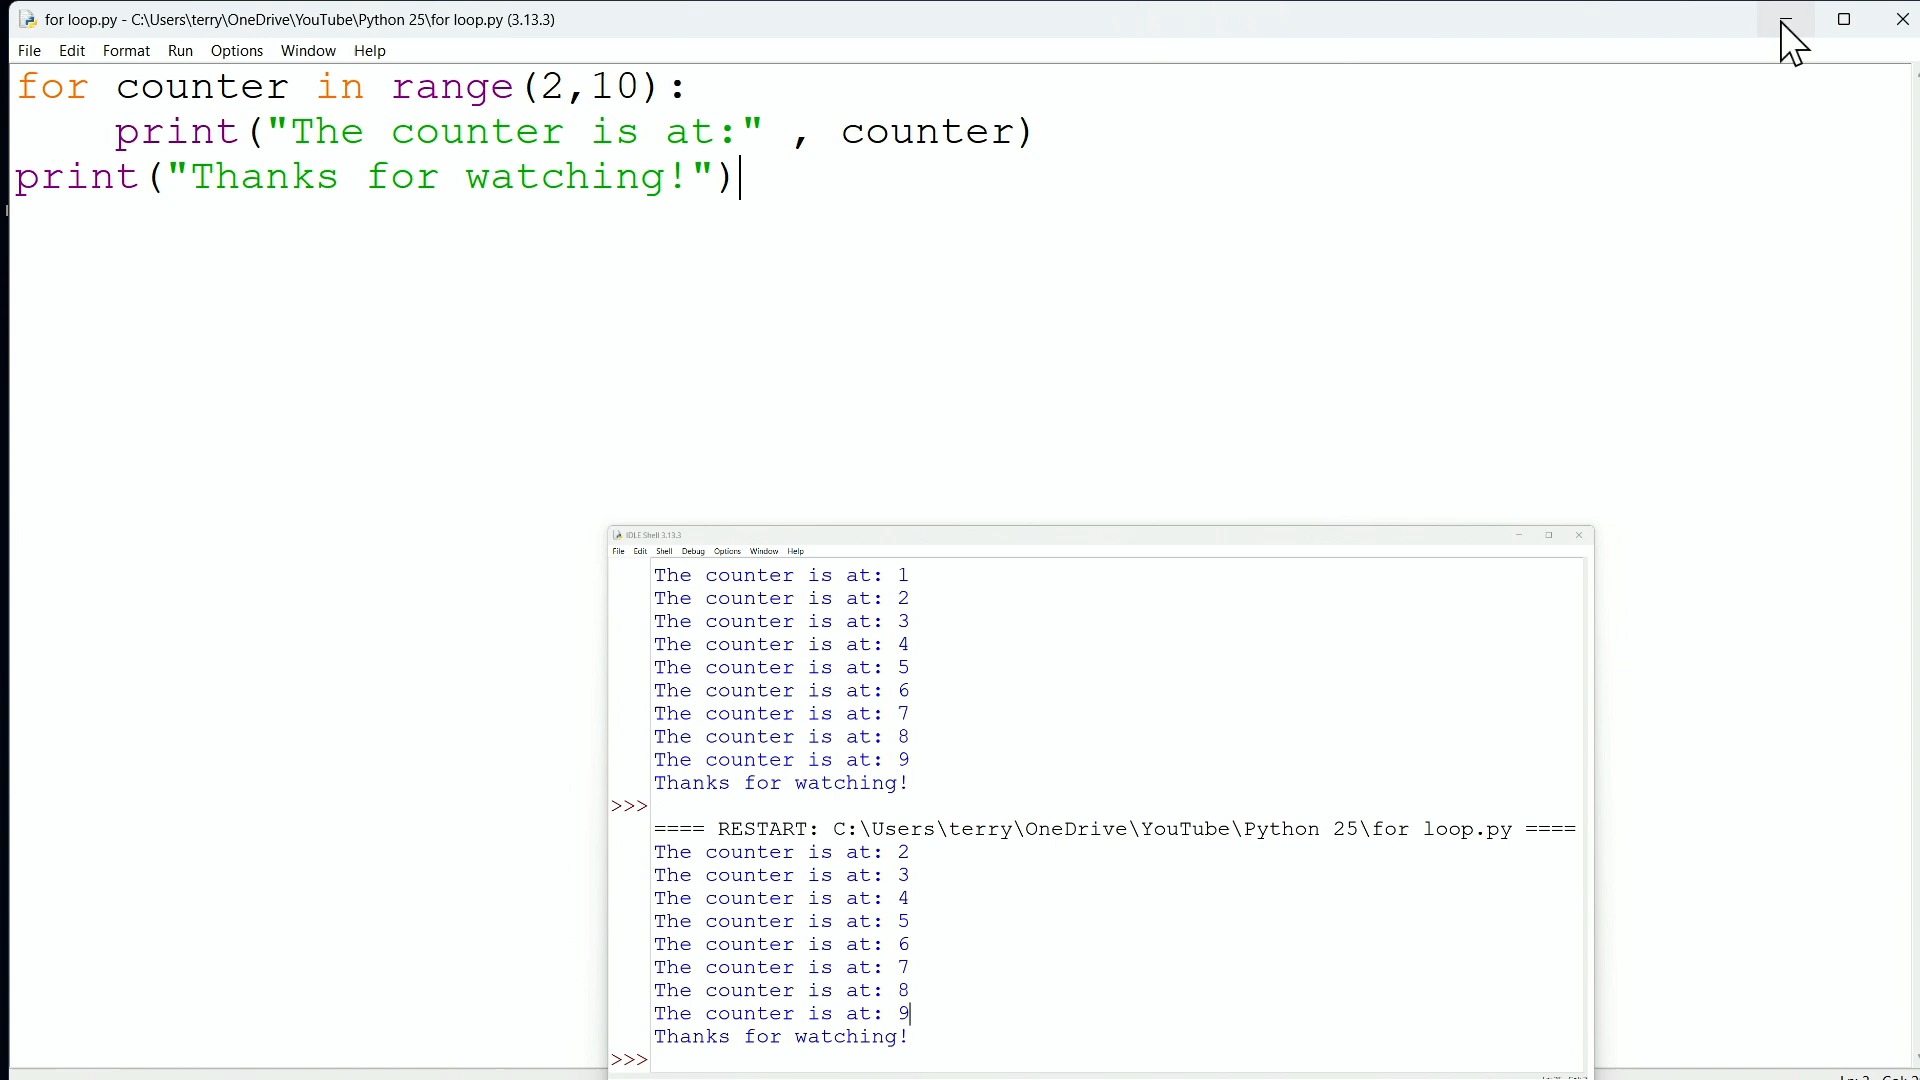 for loop.py - C:\Users\terry\OneDrive\YouTube\Python 25\for loop.py (3.13.3)
File Edit Format Run Options Window Help
for counter in range(2,10):
    print("The counter is at:" , counter)
print("Thanks for watching!")
IDLE Shell 3.13.3
File Edit Shell Debug Options Window Help
The counter is at: 1
The counter is at: 2
The counter is at: 3
The counter is at: 4
The counter is at: 5
The counter is at: 6
The counter is at: 7
The counter is at: 8
The counter is at: 9
Thanks for watching!
>>>
==== RESTART: C:\Users\terry\OneDrive\YouTube\Python 25\for loop.py ====
The counter is at: 2
The counter is at: 3
The counter is at: 4
The counter is at: 5
The counter is at: 6
The counter is at: 7
The counter is at: 8
The counter is at: 9
Thanks for watching!
>>>